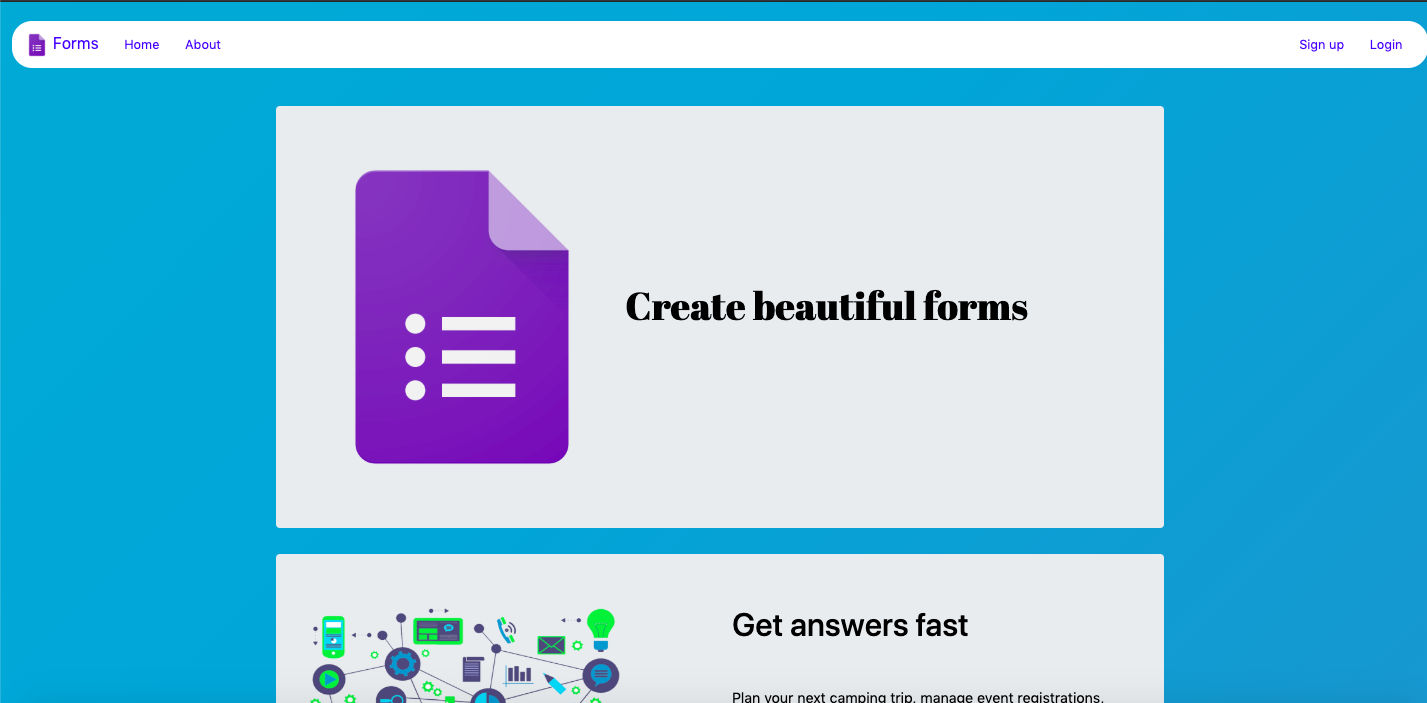 Forms Home About Sign up Login
Create beautiful forms
Get answers fast
Plan your next camping trip, manage event registrations,